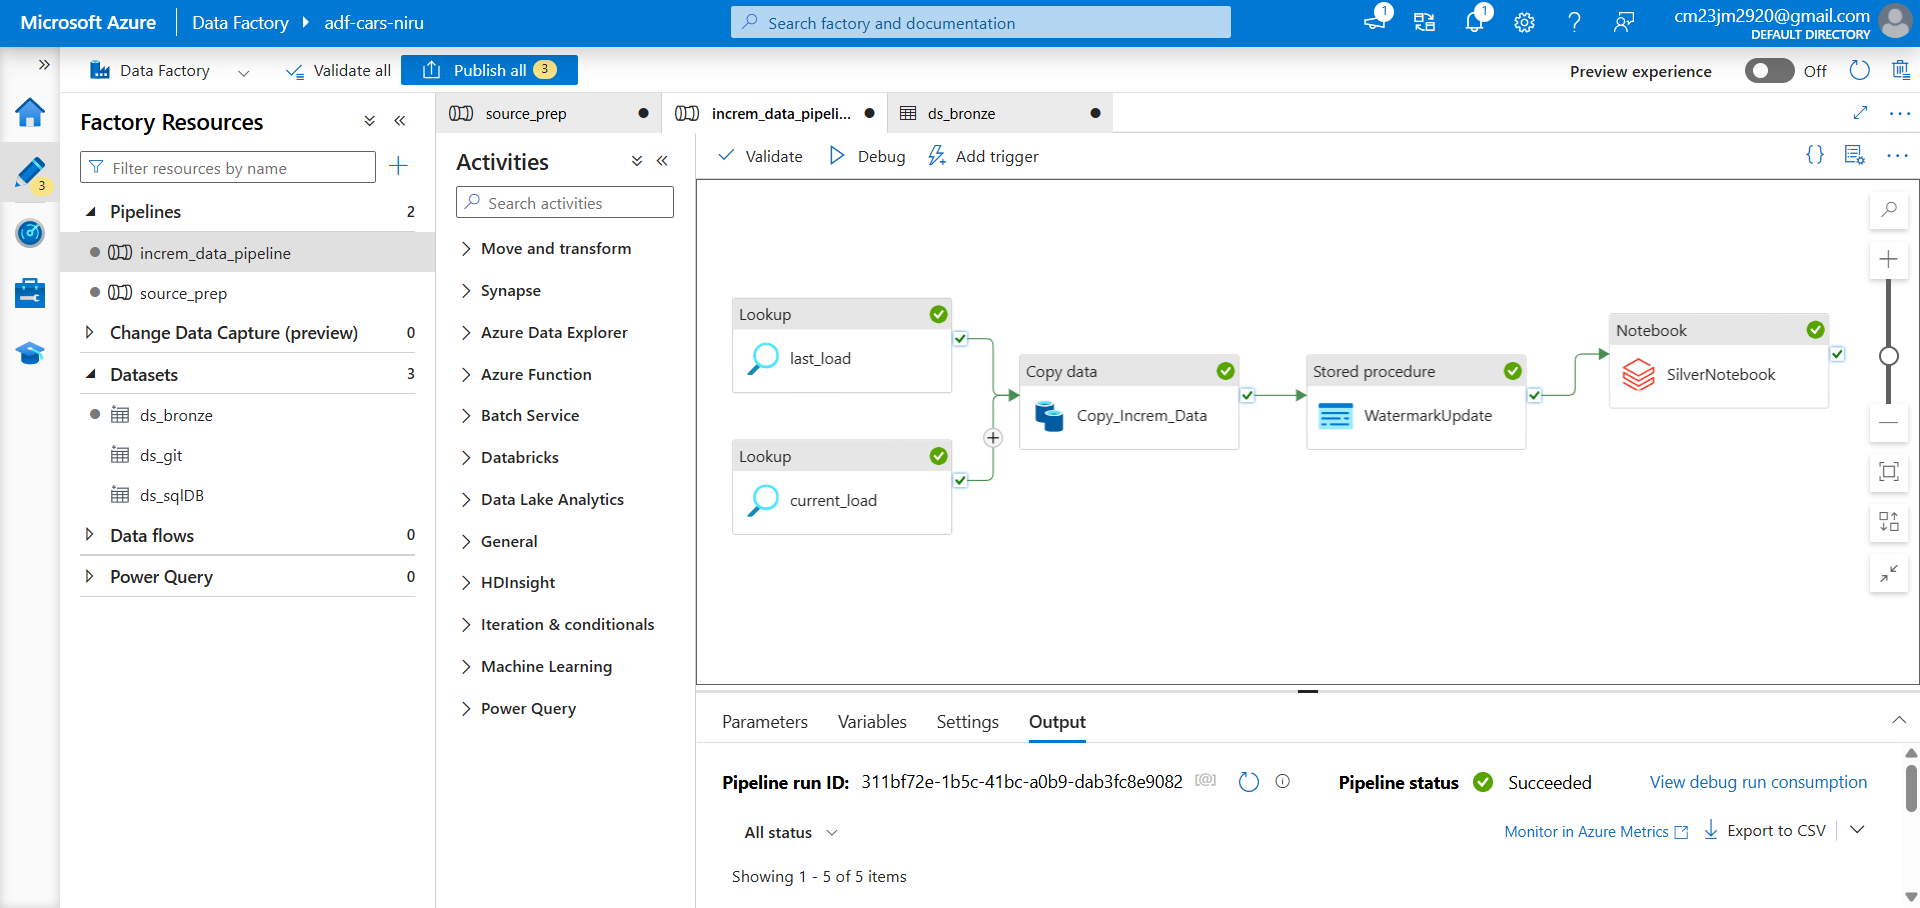 Microsoft Azure
Data Factory
adf-cars-niru
Search factory and documentation
1
1
cm23jm2920@gmail.com
DEFAULT DIRECTORY
Data Factory
Validate all
Publish all
3
Preview experience
Off
3
Factory Resources
Filter resources by name
Pipelines
2
increm_data_pipeline
source_prep
Change Data Capture (preview)
0
Datasets
3
ds_bronze
ds_git
ds_sqlDB
Data flows
0
Power Query
0
source_prep
increm_data_pipeli...
ds_bronze
Activities
Search activities
Move and transform
Synapse
Azure Data Explorer
Azure Function
Batch Service
Databricks
Data Lake Analytics
General
HDInsight
Iteration & conditionals
Machine Learning
Power Query
Validate
Debug
Add trigger
Lookup
last_load
Lookup
current_load
Copy data
Copy_Increm_Data
Stored procedure
WatermarkUpdate
Notebook
SilverNotebook
Parameters
Variables
Settings
Output
Pipeline run ID: 311bf72e-1b5c-41bc-a0b9-dab3fc8e9082
Pipeline status
Succeeded
View debug run consumption
All status
Monitor in Azure Metrics
Export to CSV
Showing 1 - 5 of 5 items